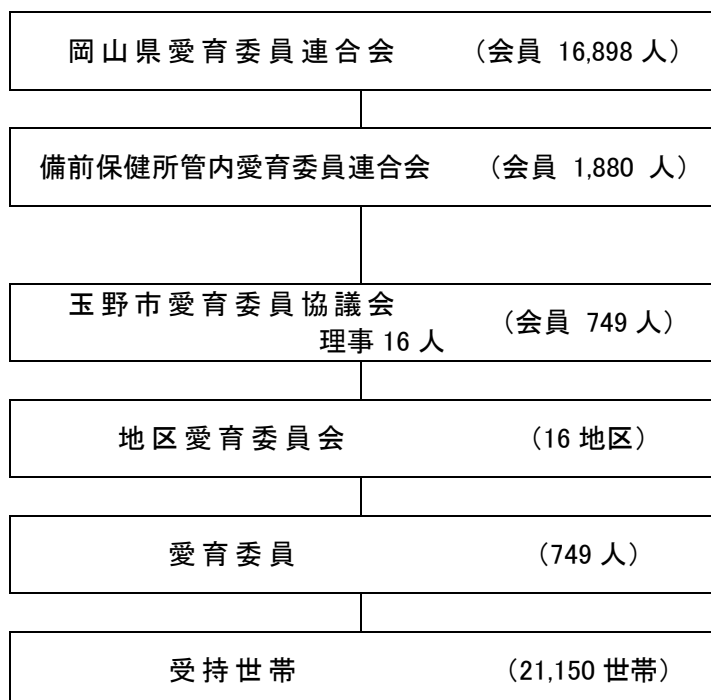 岡山県愛育委員連合会 （会員 16,898 人）
備前保健所管内愛育委員連合会 （会員 1,880 人）
玉野市愛育委員協議会
理事 16 人 （会員 749 人）
地区愛育委員会 （16 地区）
愛育委員 （749 人）
受持世帯 （21,150 世帯）